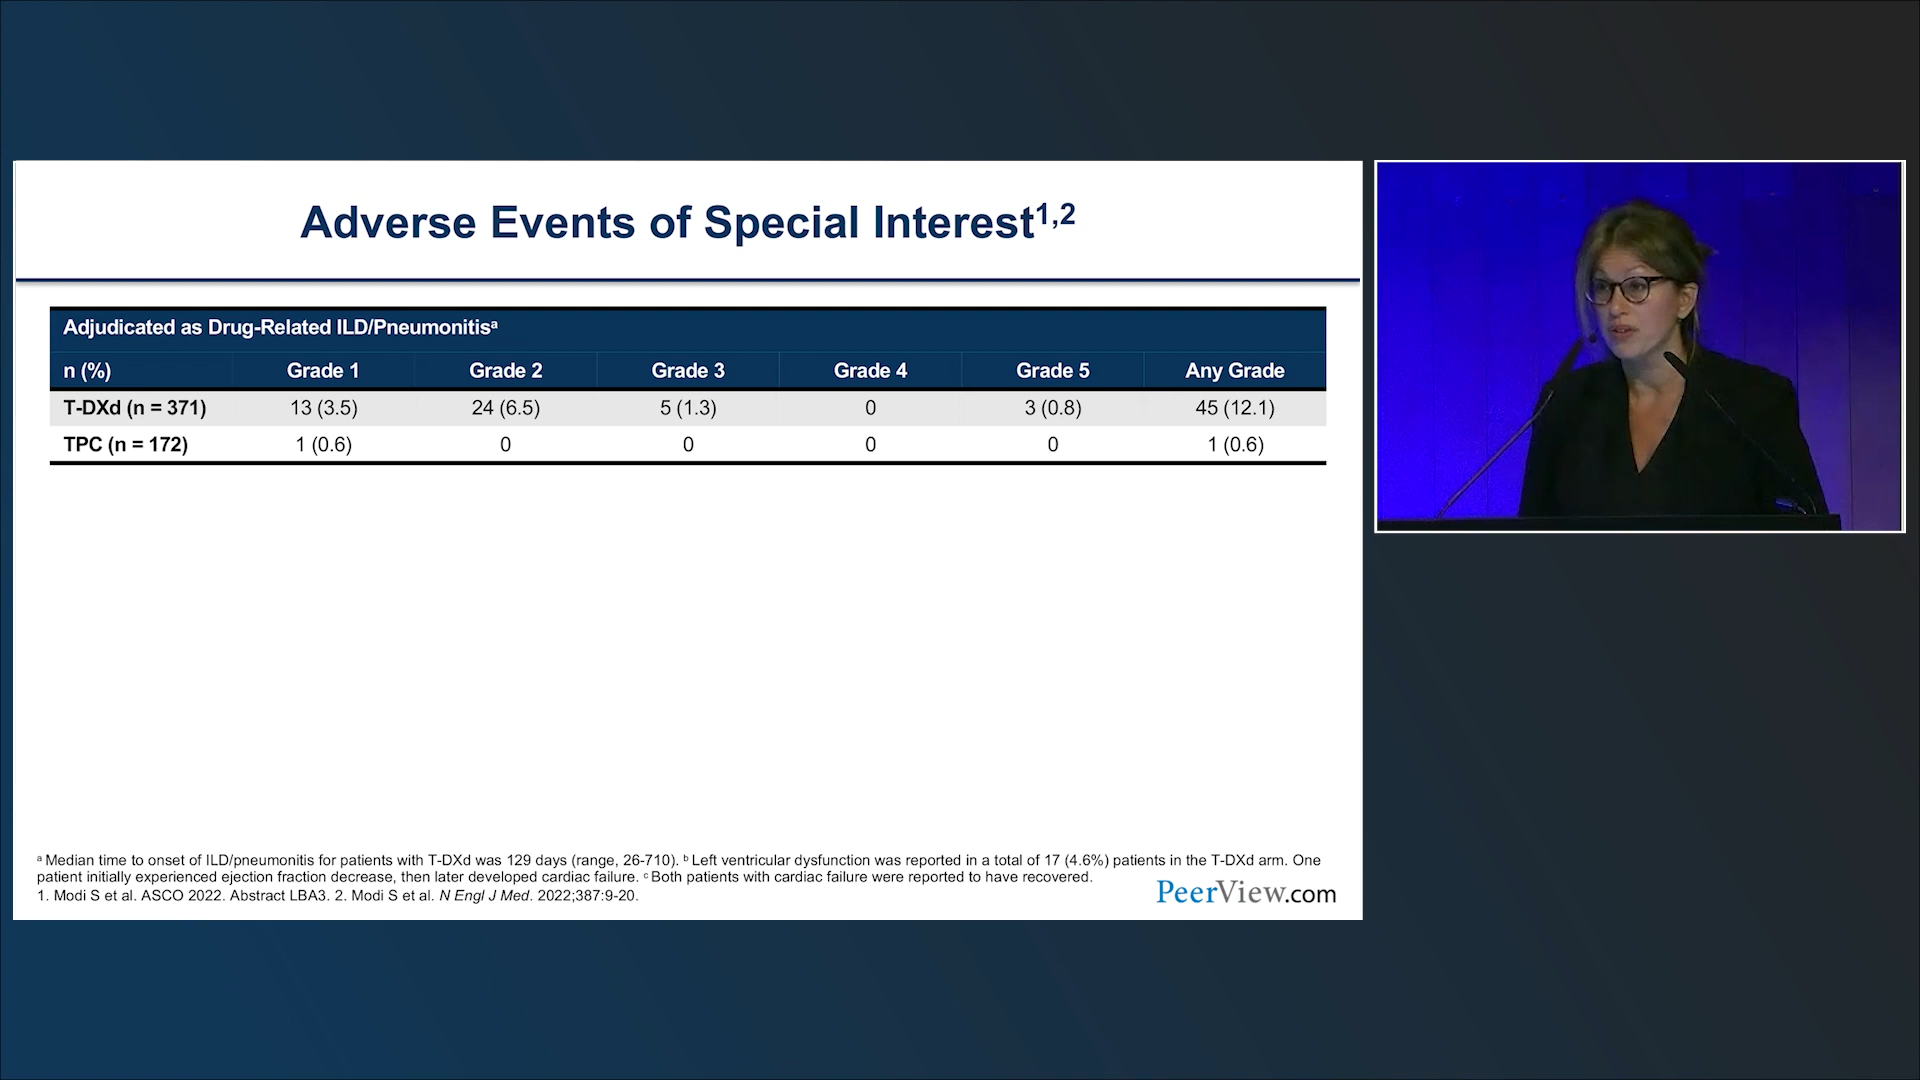 Adverse Events of Special Interest1,2
Adjudicated as Drug-Related ILD/Pneumonitisa
n (%) Grade 1 Grade 2 Grade 3 Grade 4 Grade 5 Any Grade
T-DXd (n = 371) 13 (3.5) 24 (6.5) 5 (1.3) 0 3 (0.8) 45 (12.1)
TPC (n = 172) 1 (0.6) 0 0 0 0 1 (0.6)
a Median time to onset of ILD/pneumonitis for patients with T-DXd was 129 days (range, 26-710). b Left ventricular dysfunction was reported in a total of 17 (4.6%) patients in the T-DXd arm. One
patient initially experienced ejection fraction decrease, then later developed cardiac failure. c Both patients with cardiac failure were reported to have recovered.
1. Modi S et al. ASCO 2022. Abstract LBA3. 2. Modi S et al. N Engl J Med. 2022;387:9-20.
PeerView.com